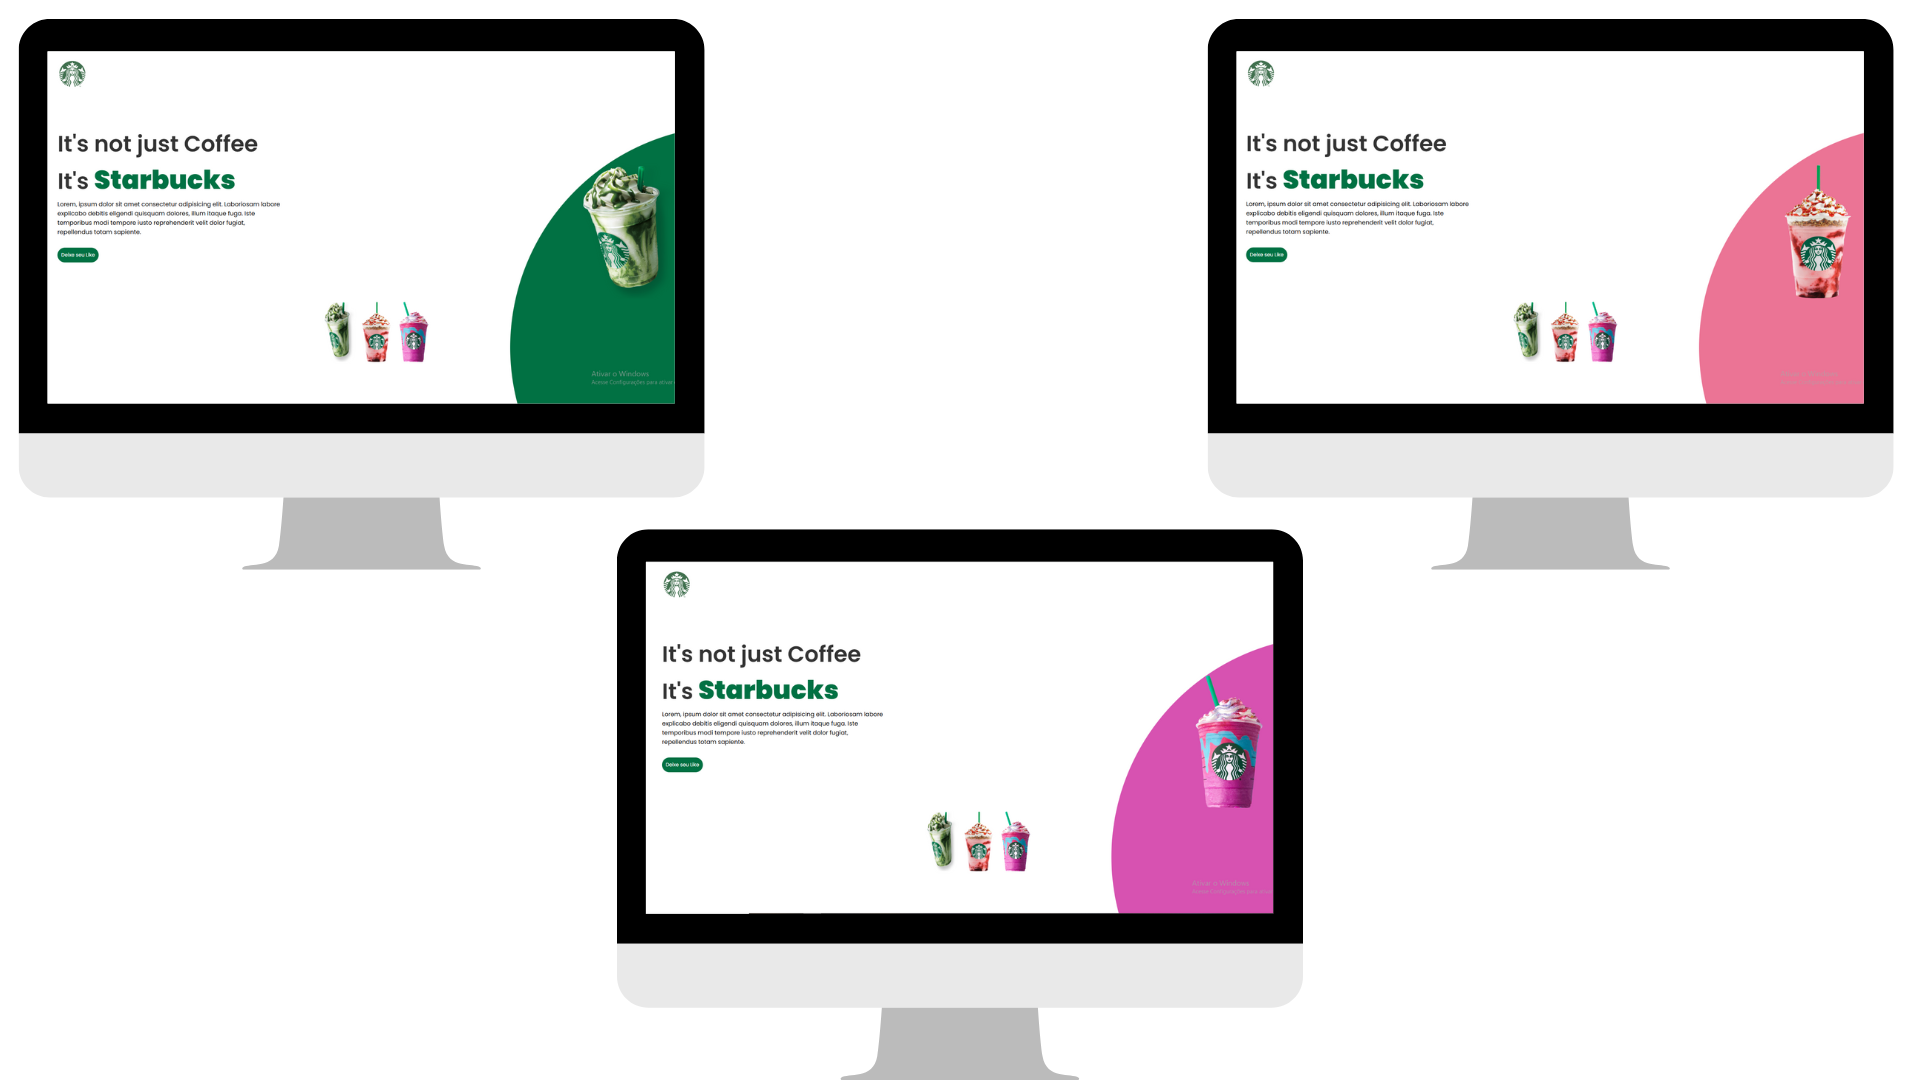 It's not just Coffee
It's Starbucks
Lorem, ipsum dolor sit amet consectetur adipisicing elit. Laboriosam labore
explicabo debitis eligendi quisquam dolores, illum itaque fuga. Iste
temporibus modi tempore iusto reprehenderit velit dolor fugiat,
repellendus totam sapiente.
Deixe seu Like
Ativar o Windows
Acesse Configurações para ativar
It's not just Coffee
It's Starbucks
Lorem, ipsum dolor sit amet consectetur adipisicing elit. Laboriosam labore
explicabo debitis eligendi quisquam dolores, illum itaque fuga. Iste
temporibus modi tempore iusto reprehenderit velit dolor fugiat,
repellendus totam sapiente.
Deixe seu Like
It's not just Coffee
It's Starbucks
Lorem, ipsum dolor sit amet consectetur adipisicing elit. Laboriosam labore
explicabo debitis eligendi quisquam dolores, illum itaque fuga. Iste
temporibus modi tempore iusto reprehenderit velit dolor fugiat,
repellendus totam sapiente.
Deixe seu Like
Ativar o Windows